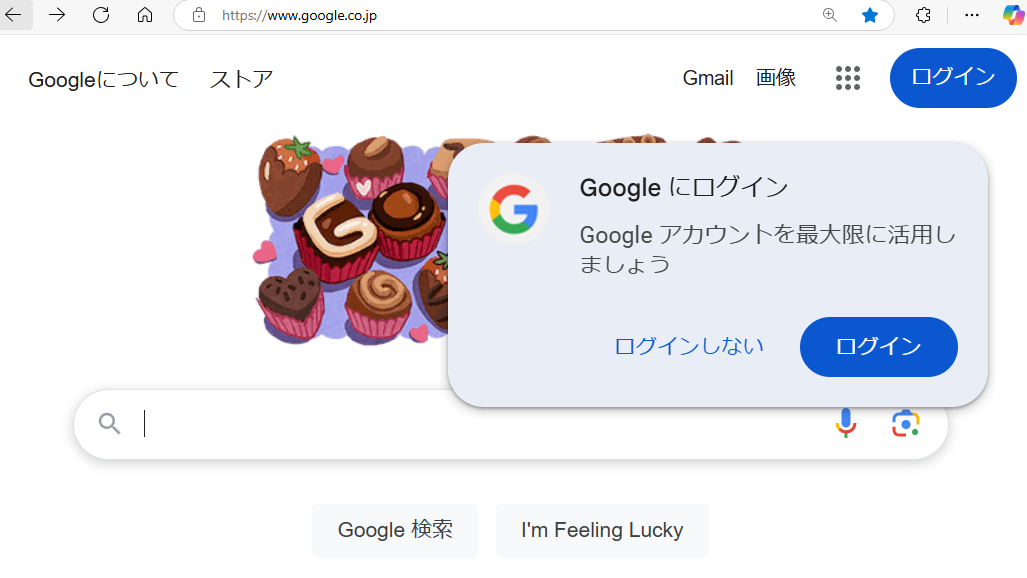 https://www.google.co.jp
Googleについて ストア Gmail 画像 ログイン
GO
Google にログイン
Google アカウントを最大限に活用し
ましょう
ログインしない ログイン
Google 検索 I'm Feeling Lucky